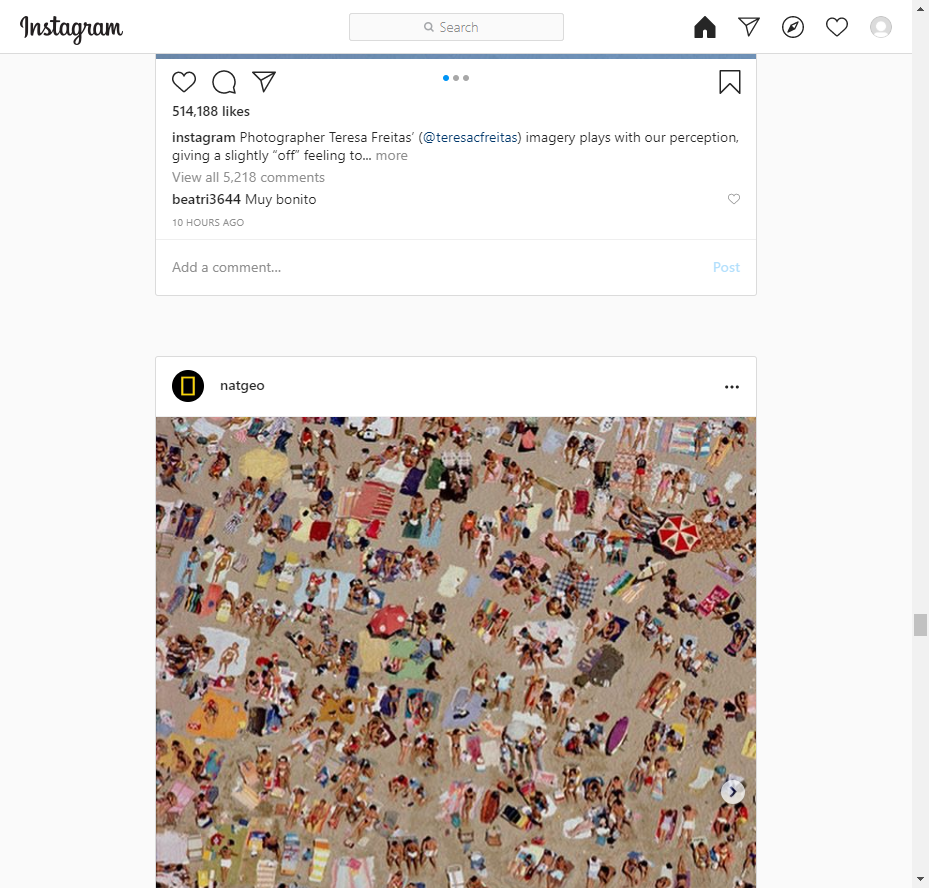 Instagram
Search
514,188 likes
instagram Photographer Teresa Freitas’ (@teresacfreitas) imagery plays with our perception,
giving a slightly “off” feeling to... more
View all 5,218 comments
beatri3644 Muy bonito
10 HOURS AGO
Add a comment... Post
natgeo